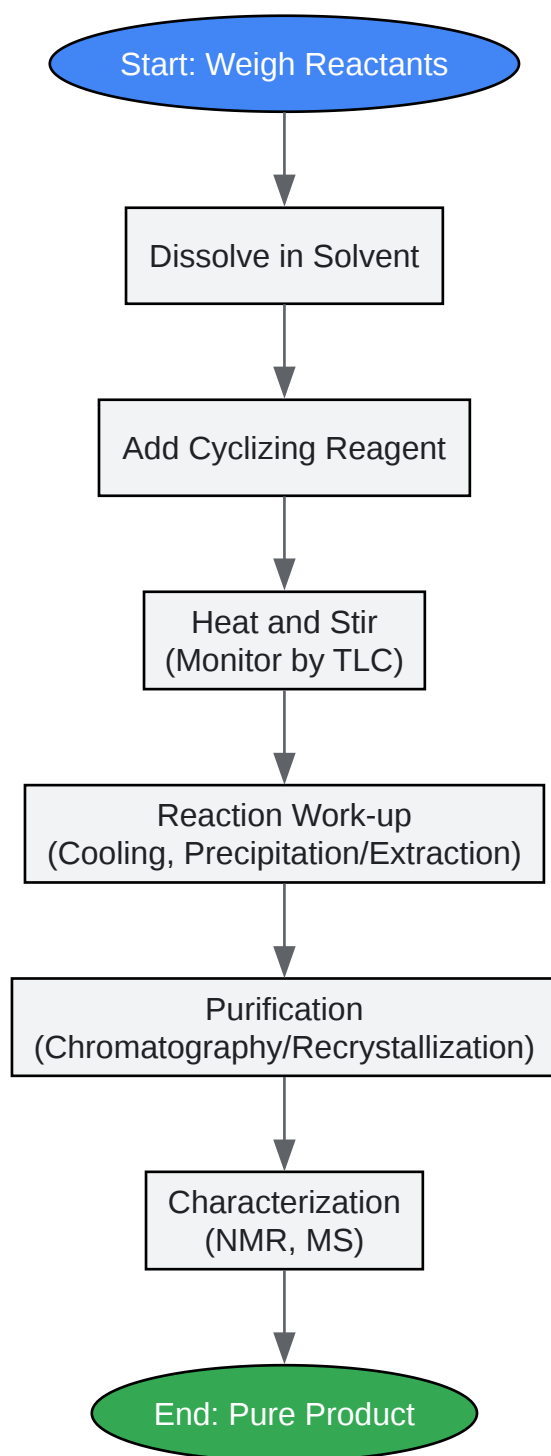 Start: Weigh Reactants
Dissolve in Solvent
Add Cyclizing Reagent
Heat and Stir
(Monitor by TLC)
Reaction Work-up
(Cooling, Precipitation/Extraction)
Purification
(Chromatography/Recrystallization)
Characterization
(NMR, MS)
End: Pure Product